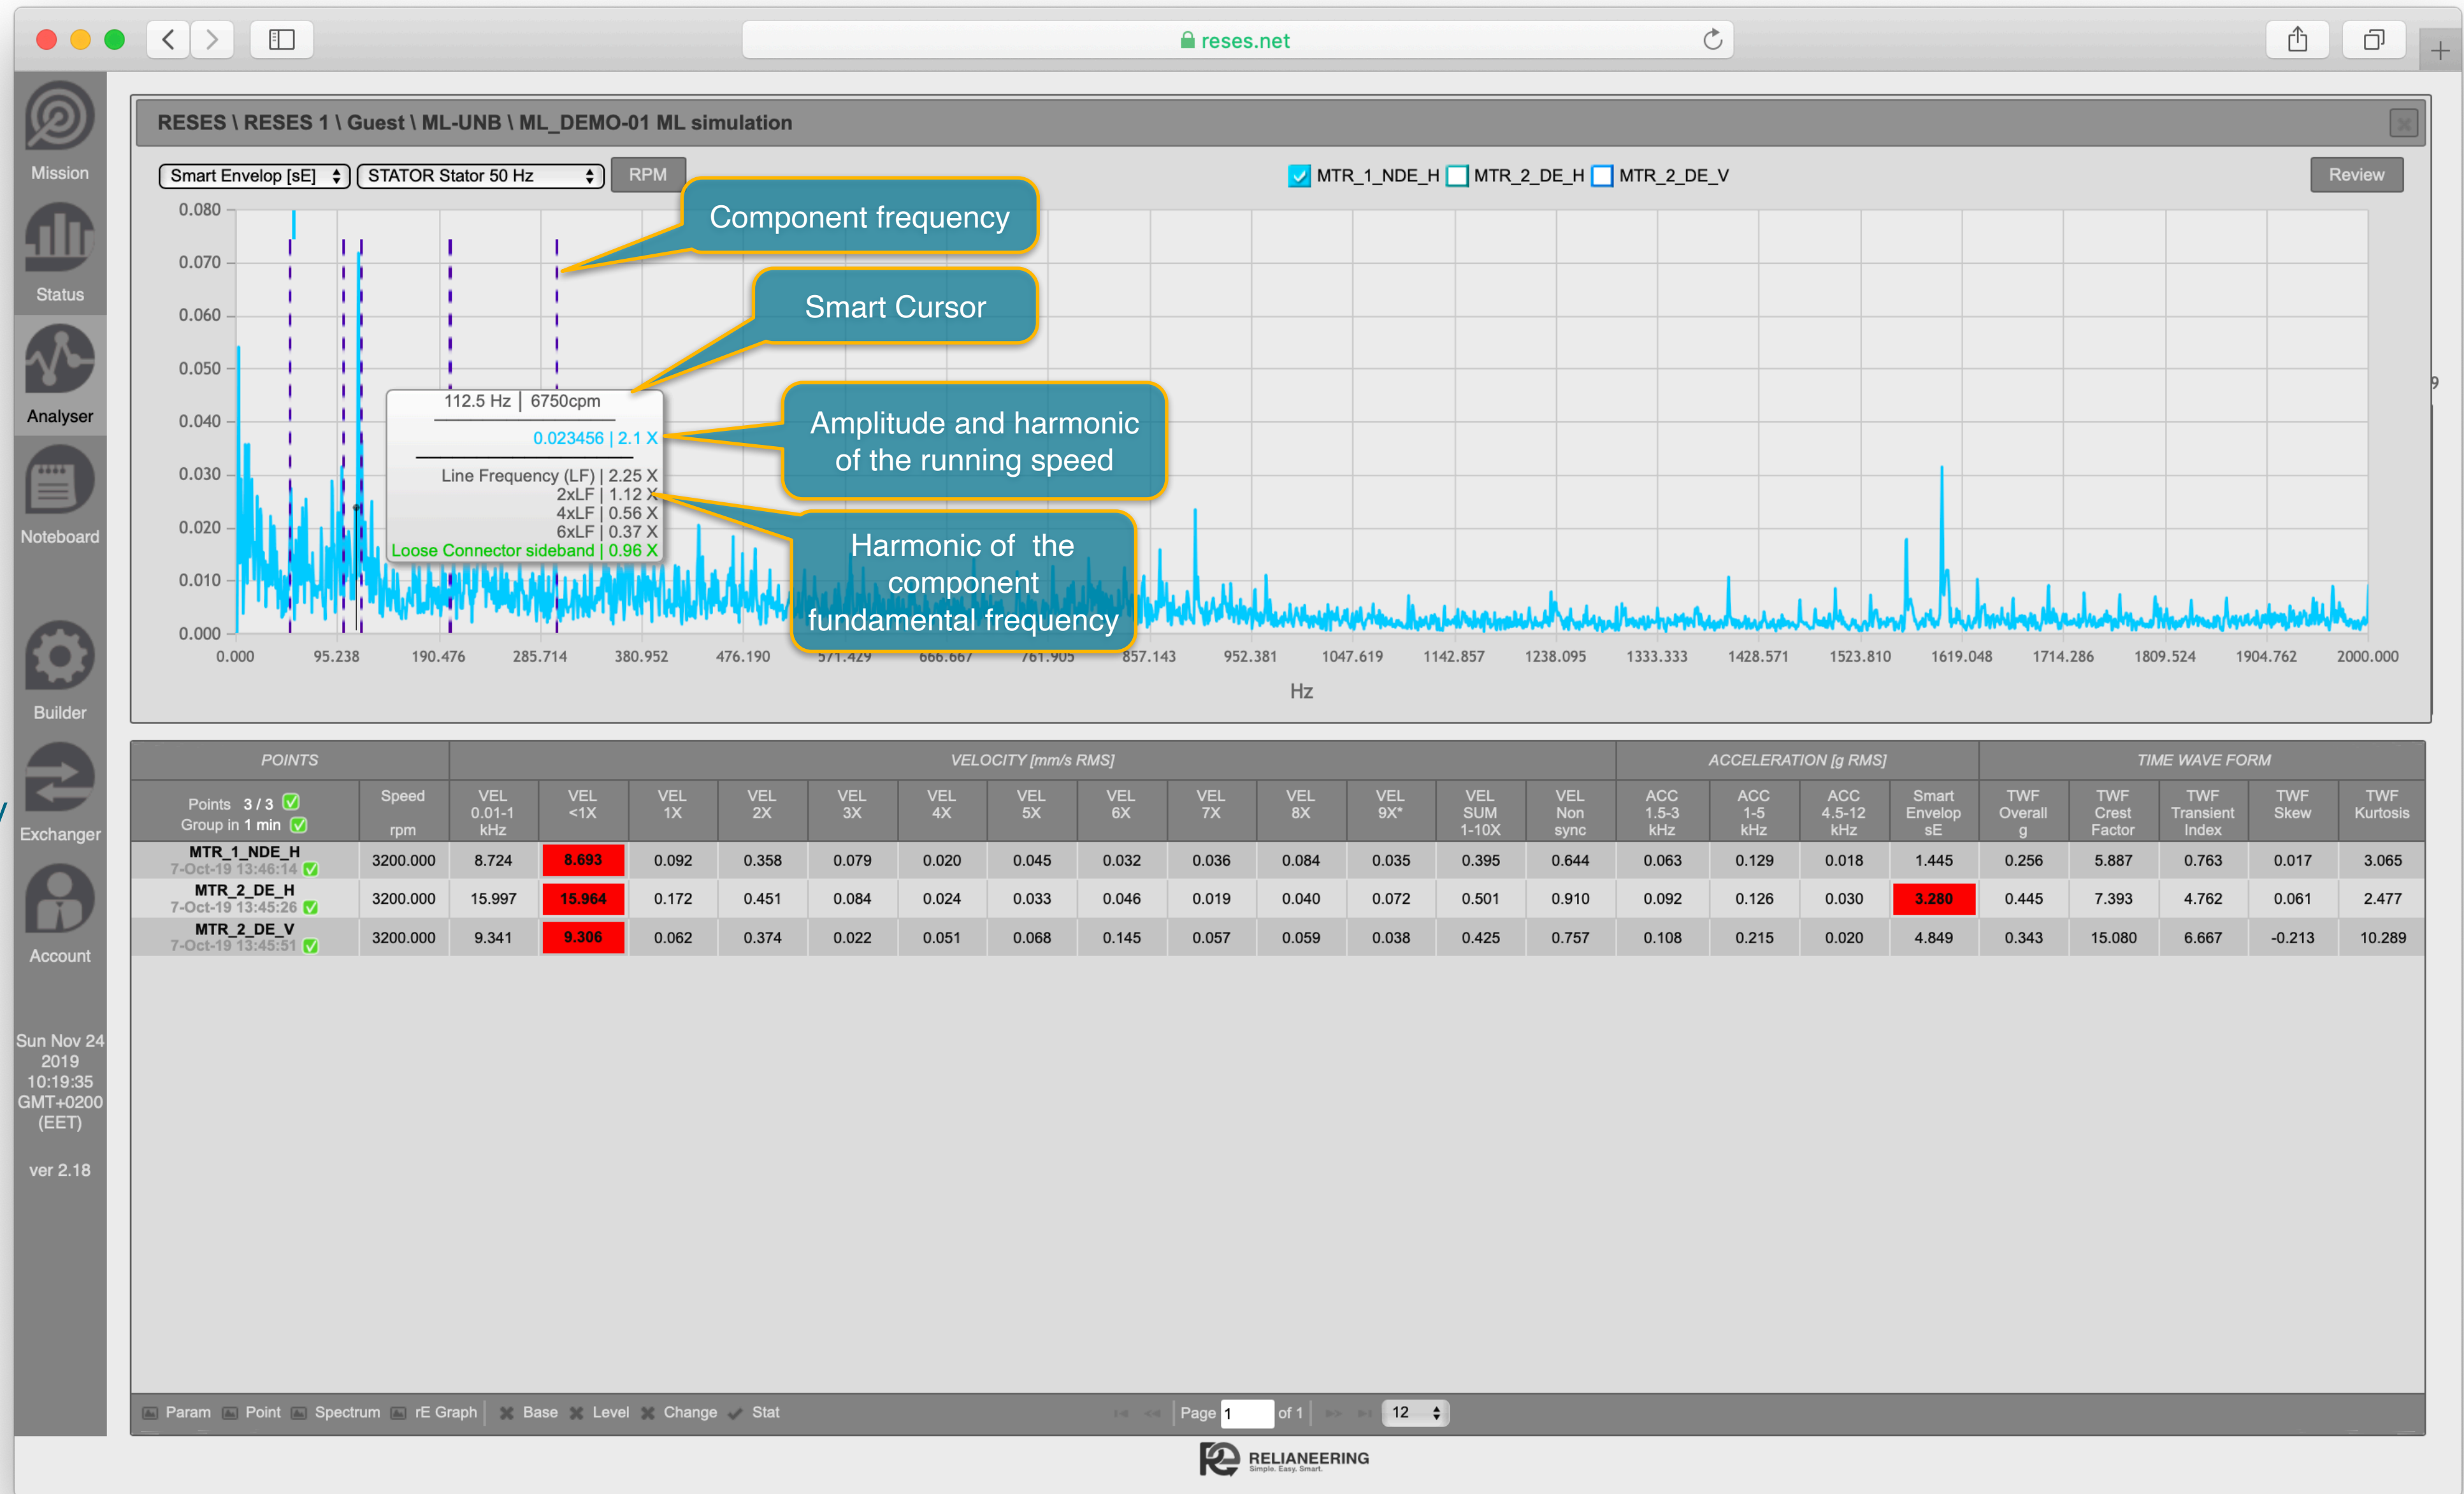 reses.net
RESES \ RESES 1 \ Guest \ ML-UNB \ ML_DEMO-01 ML simulation
Mission
Status
Analyser
Noteboard
Builder
Exchanger
Account
Sun Nov 24
2019
10:19:35
GMT+0200
(EET)
ver 2.18
Smart Envelop [sE] STATOR Stator 50 Hz RPM MTR_1_NDE_H MTR_2_DE_H MTR_2_DE_V Review
Component frequency
Smart Cursor
Amplitude and harmonic
of the running speed
Harmonic of the
component
fundamental frequency
112.5 Hz | 6750cpm
0.023456 | 2.1 X
Line Frequency (LF) | 2.25 X
2xLF | 1.12 X
4xLF | 0.56 X
6xLF | 0.37 X
Loose Connector sideband | 0.96 X
0.080
0.070
0.060
0.050
0.040
0.030
0.020
0.010
0.000
0.000 95.238 190.476 285.714 380.952 476.190 571.429 666.667 761.905 857.143 952.381 1047.619 1142.857 1238.095 1333.333 1428.571 1523.810 1619.048 1714.286 1809.524 1904.762 2000.000
Hz
9
y
POINTS VELOCITY [mm/s RMS] ACCELERATION [g RMS] TIME WAVE FORM
Points 3 / 3
Group in 1 min
Speed
rpm
VEL
0.01-1
kHz
VEL
<1X
VEL
1X
VEL
2X
VEL
3X
VEL
4X
VEL
5X
VEL
6X
VEL
7X
VEL
8X
VEL
9X*
VEL
SUM
1-10X
VEL
Non
sync
ACC
1.5-3
kHz
ACC
1-5
kHz
ACC
4.5-12
kHz
Smart
Envelop
sE
TWF
Overall
g
TWF
Crest
Factor
TWF
Transient
Index
TWF
Skew
TWF
Kurtosis
MTR_1_NDE_H
7-Oct-19 13:46:14
3200.000 8.724 8.693 0.092 0.358 0.079 0.020 0.045 0.032 0.036 0.084 0.035 0.395 0.644 0.063 0.129 0.018 1.445 0.256 5.887 0.763 0.017 3.065
MTR_2_DE_H
7-Oct-19 13:45:26
3200.000 15.997 15.964 0.172 0.451 0.084 0.024 0.033 0.046 0.019 0.040 0.072 0.501 0.910 0.092 0.126 0.030 3.280 0.445 7.393 4.762 0.061 2.477
MTR_2_DE_V
7-Oct-19 13:45:51
3200.000 9.341 9.306 0.062 0.374 0.022 0.051 0.068 0.145 0.057 0.059 0.038 0.425 0.757 0.108 0.215 0.020 4.849 0.343 15.080 6.667 -0.213 10.289
Param Point Spectrum rE Graph Base Level Change Stat Page 1 of 1 12
RELIANEERING
Simple. Easy. Smart.